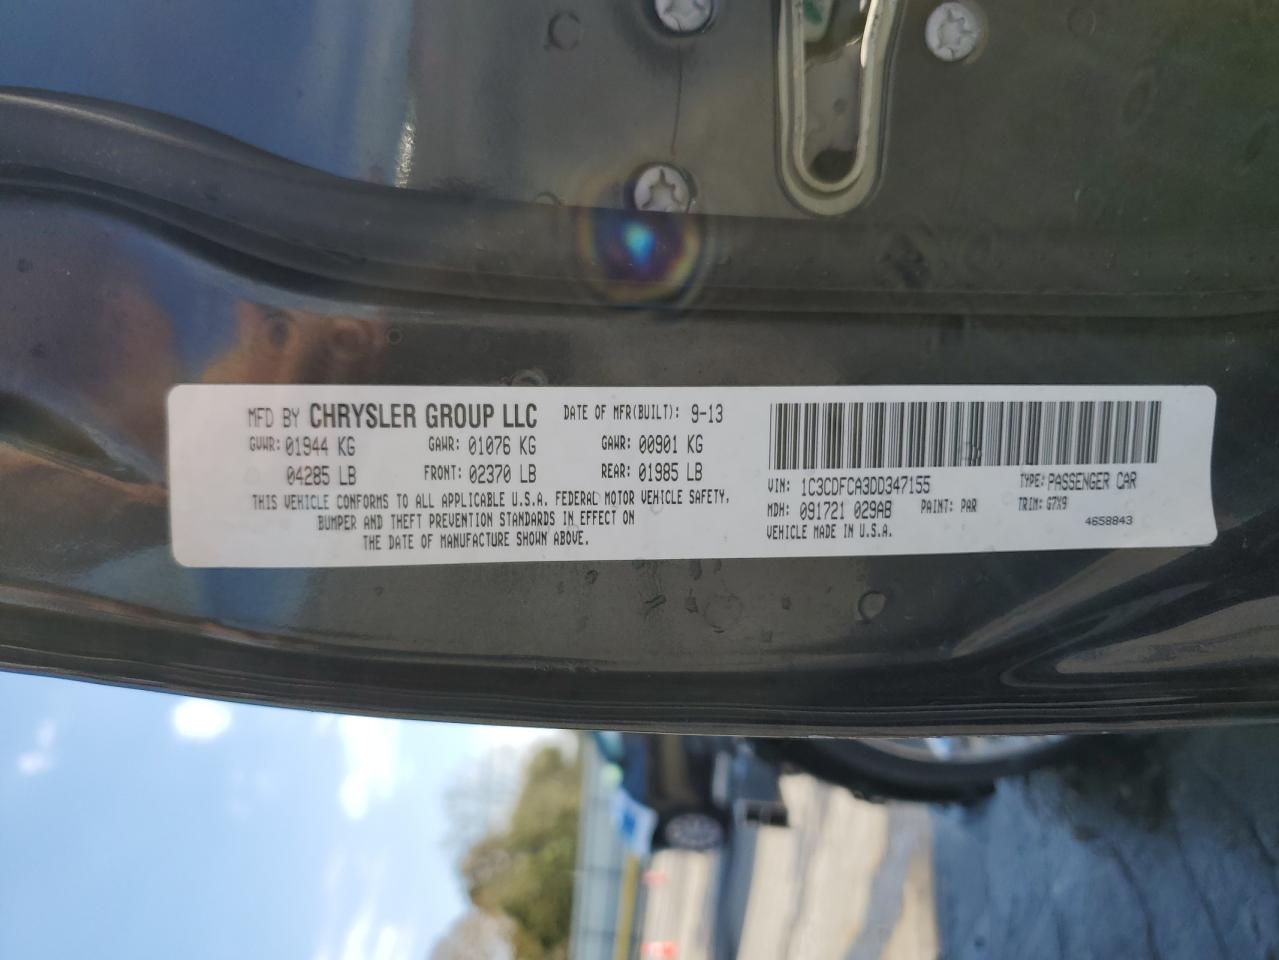 MFD BY CHRYSLER GROUP LLC DATE OF MFR(BUILT): 9-13
GVWR: 01944 KG GAWR: 01076 KG GAWR: 00901 KG
04285 LB FRONT: 02370 LB REAR: 01985 LB
THIS VEHICLE CONFORMS TO ALL APPLICABLE U.S.A. FEDERAL MOTOR VEHICLE SAFETY,
BUMPER AND THEFT PREVENTION STANDARDS IN EFFECT ON
THE DATE OF MANUFACTURE SHOWN ABOVE.
VIN: 1C3CDFCA3DD347155 TYPE: PASSENGER CAR
MDH: 091721 029AB PAINT: PAR TRIM: G7X9
VEHICLE MADE IN U.S.A. 4658843